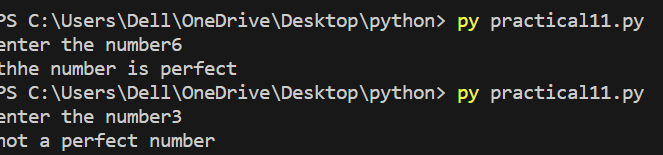 PS C:\Users\Dell\OneDrive\Desktop\python> py practical11.py
enter the number6
thhe number is perfect
PS C:\Users\Dell\OneDrive\Desktop\python> py practical11.py
enter the number3
not a perfect number